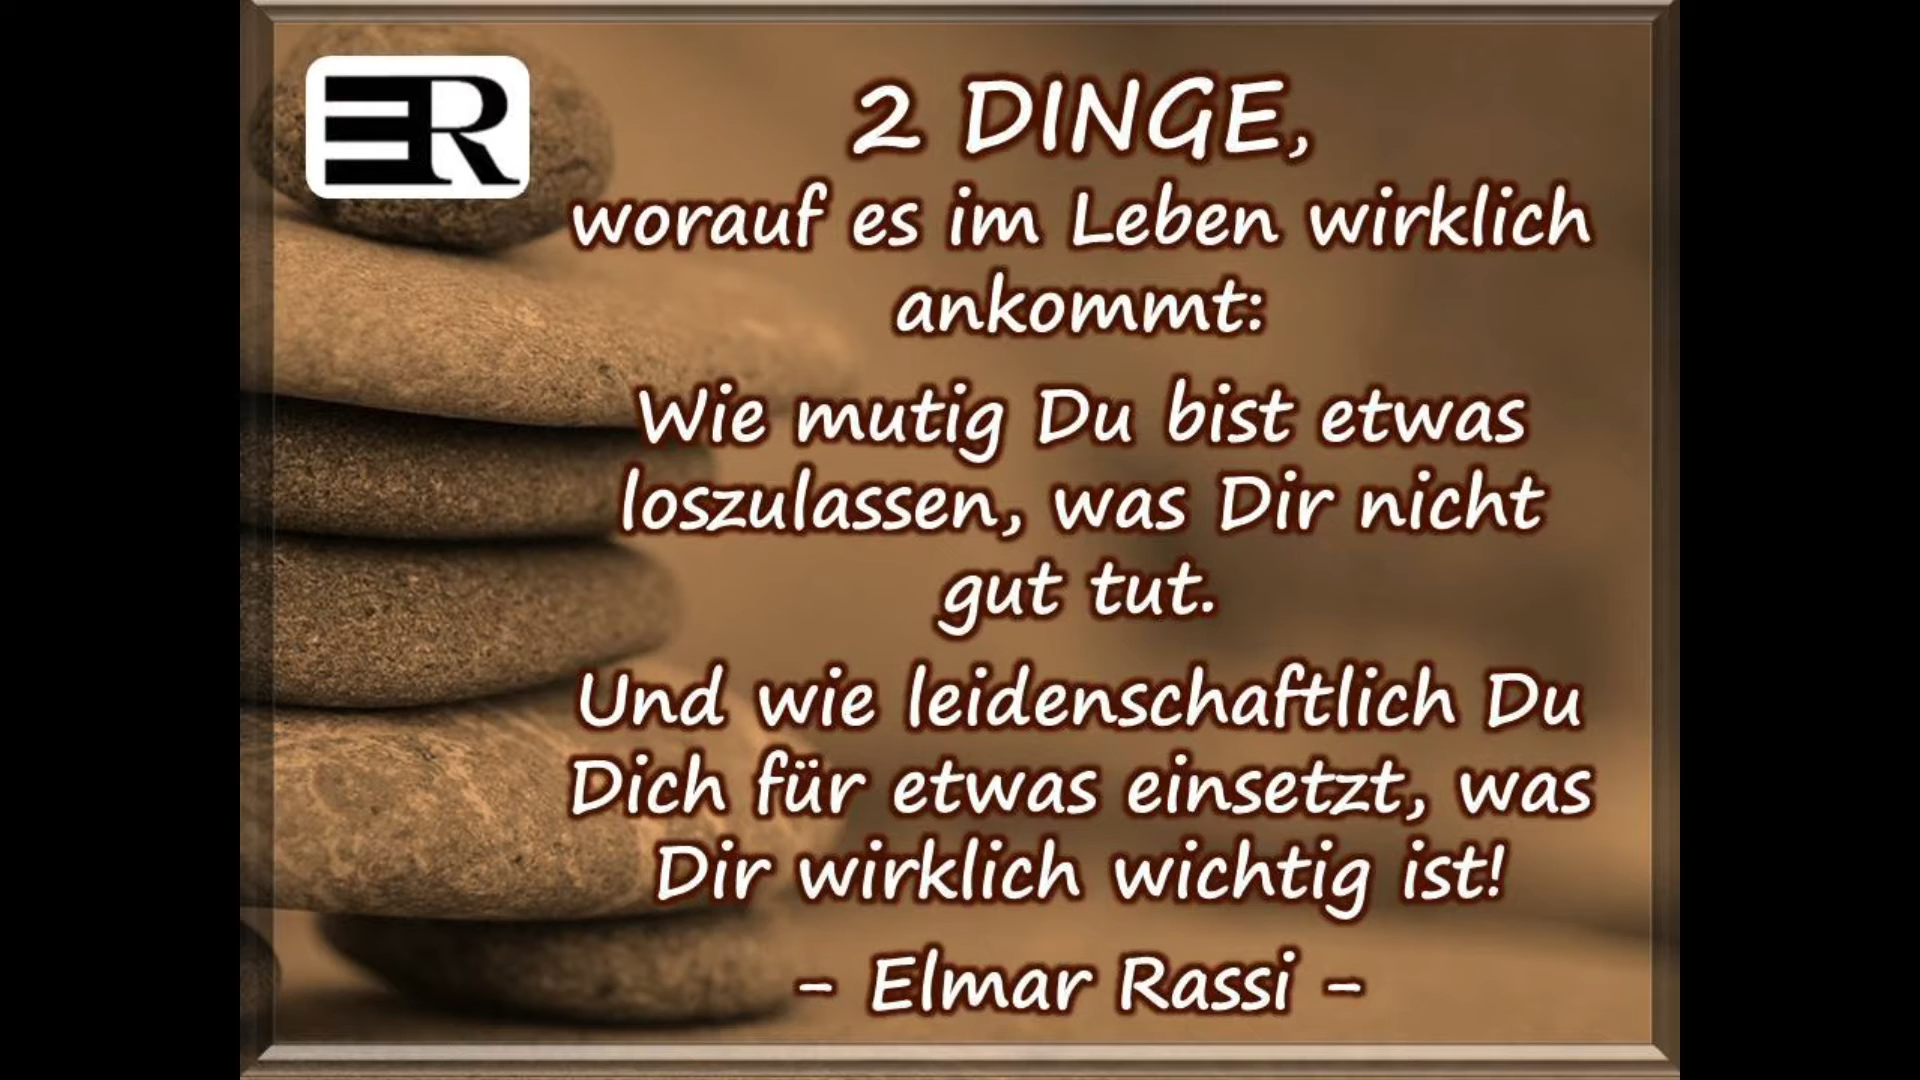 ER
2 DINGE,
worauf es im Leben wirklich
ankommt:
Wie mutig Du bist etwas
loszulassen, was Dir nicht
gut tut.
Und wie leidenschaftlich Du
Dich für etwas einsetzt, was
Dir wirklich wichtig ist!
- Elmar Rassi -